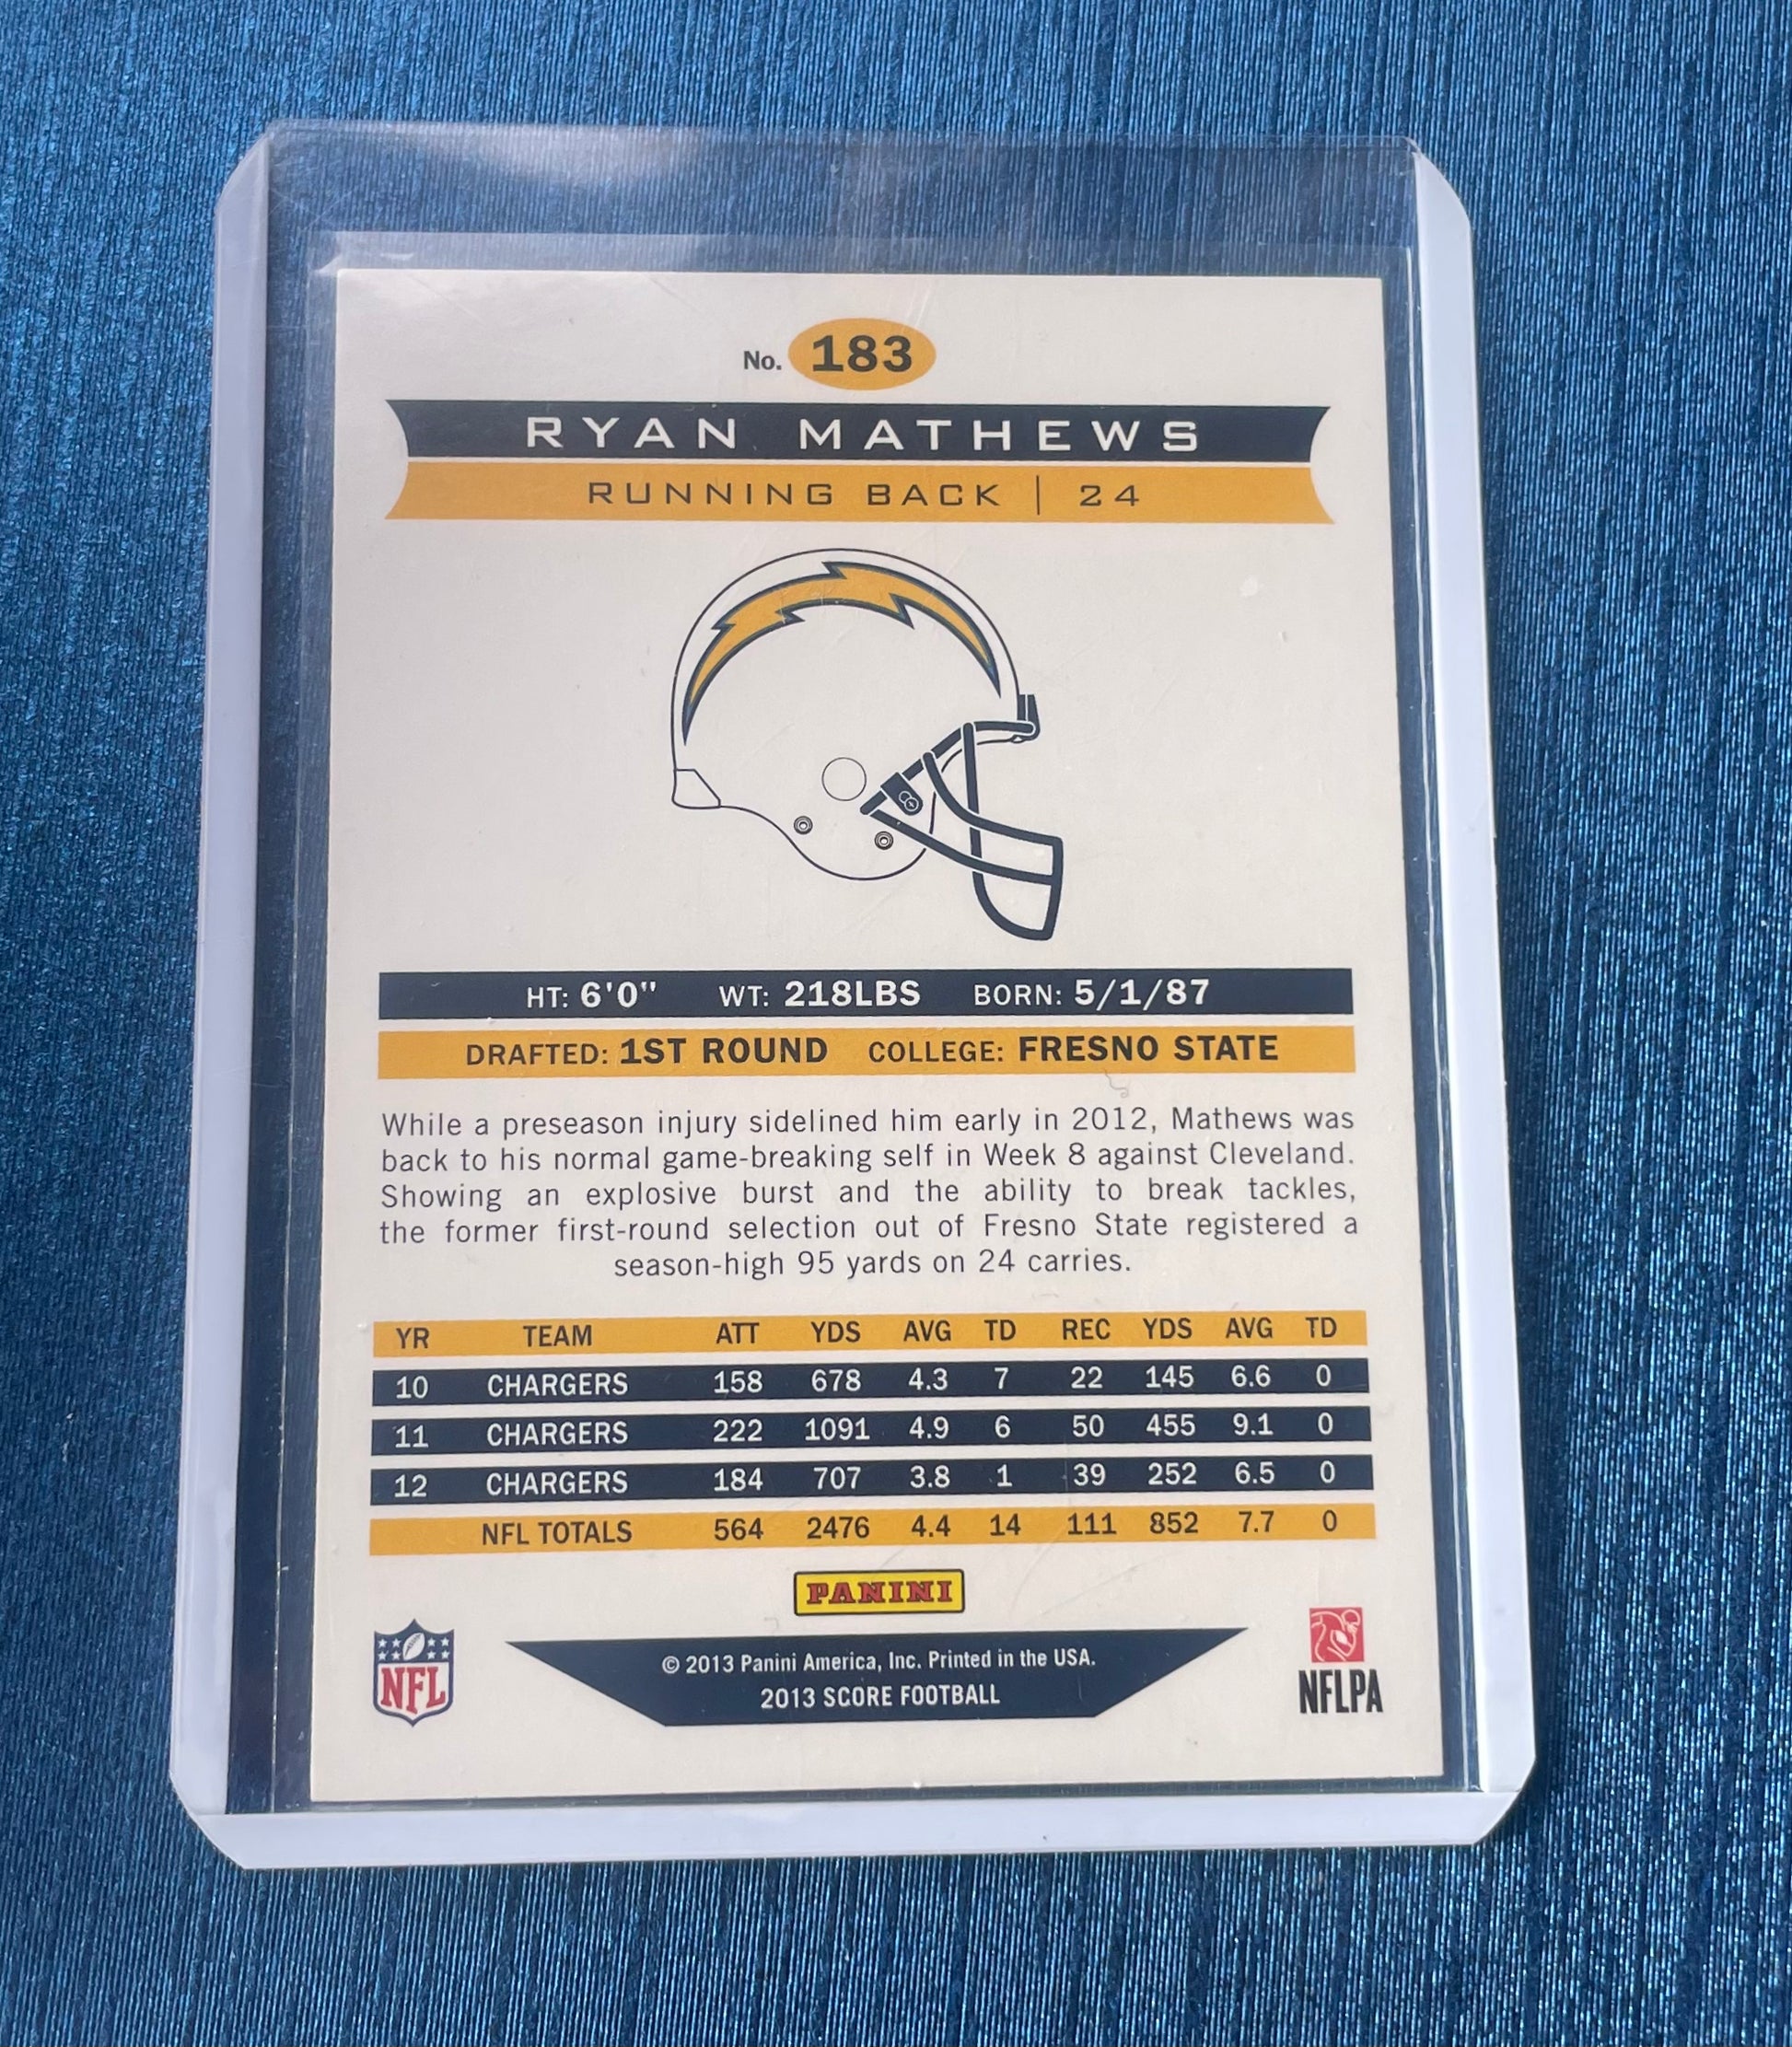 No. 183
RYAN MATHEWS
RUNNING BACK | 24
HT: 6'0" WT: 218LBS BORN: 5/1/87
DRAFTED: 1ST ROUND COLLEGE: FRESNO STATE
While a preseason injury sidelined him early in 2012, Mathews was
back to his normal game-breaking self in Week 8 against Cleveland.
Showing an explosive burst and the ability to break tackles,
the former first-round selection out of Fresno State registered a
season-high 95 yards on 24 carries.
YR TEAM ATT YDS AVG TD REC YDS AVG TD
10 CHARGERS 158 678 4.3 7 22 145 6.6 0
11 CHARGERS 222 1091 4.9 6 50 455 9.1 0
12 CHARGERS 184 707 3.8 1 39 252 6.5 0
NFL TOTALS 564 2476 4.4 14 111 852 7.7 0
PANINI
NFL
© 2013 Panini America, Inc. Printed in the USA.
2013 SCORE FOOTBALL
NFLPA